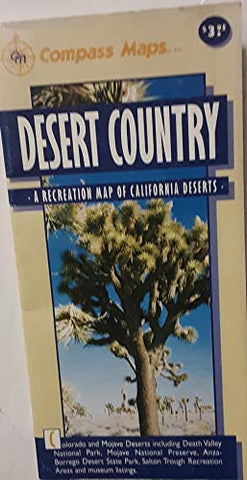 Compass Maps
$3.95
CM
DESERT COUNTRY
· A RECREATION MAP OF CALIFORNIA DESERTS ·
Colorado and Mojave Deserts including Death Valley
National Park, Mojave National Preserve, Anza-
Borrego Desert State Park, Salton Trough Recreation
Areas and museum listings.